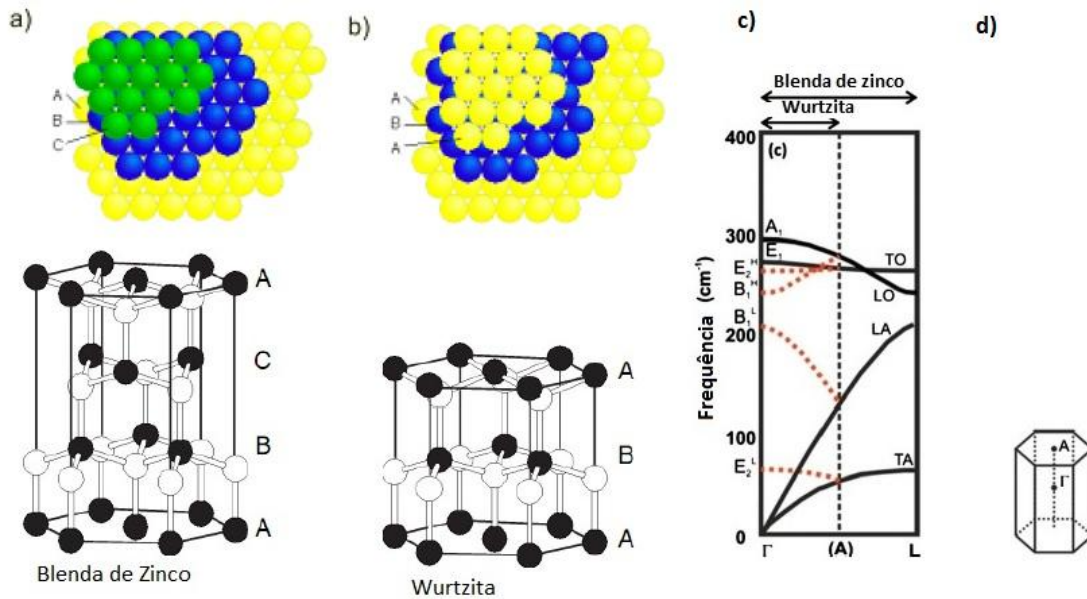 a)
A
B
C
A
C
B
A
Blenda de Zinco
b)
A
B
A
A
B
A
Wurtzita
c)
Blenda de zinco
Wurtzita
(c)
Frequência (cm⁻¹)
400
300
200
100
0
A₁
E₁
E₂ᴴ
B₁ᴴ
B₁ᴸ
E₂ᴸ
TO
LO
LA
TA
Γ
(A)
L
d)
A
Γ